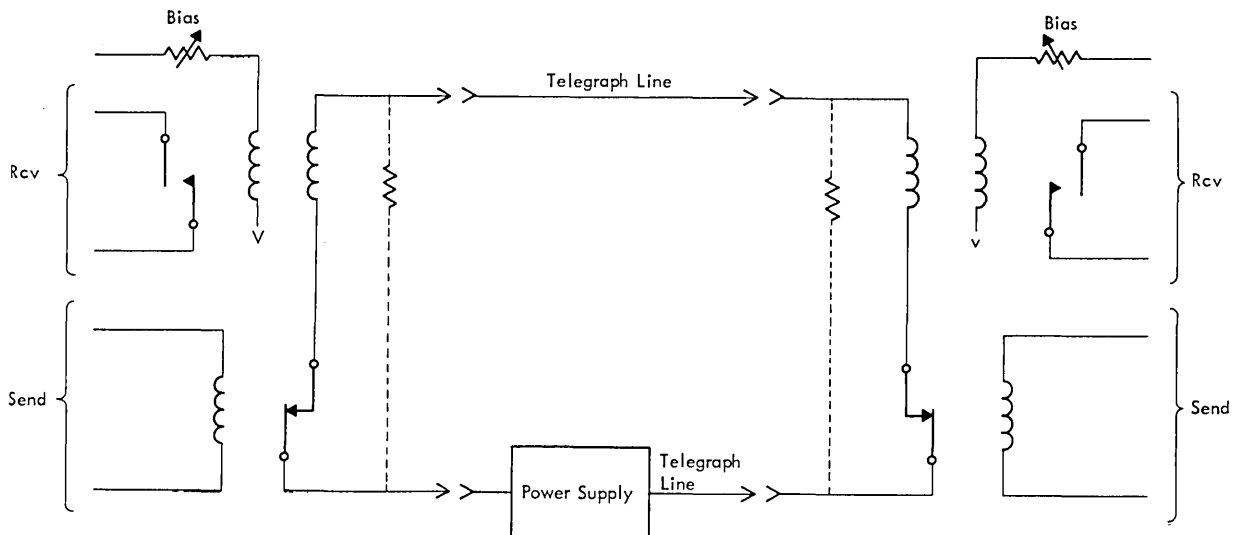 Bias
Bias
Telegraph Line
Rcv
Rcv
Send
Send
Telegraph
Line
Power Supply